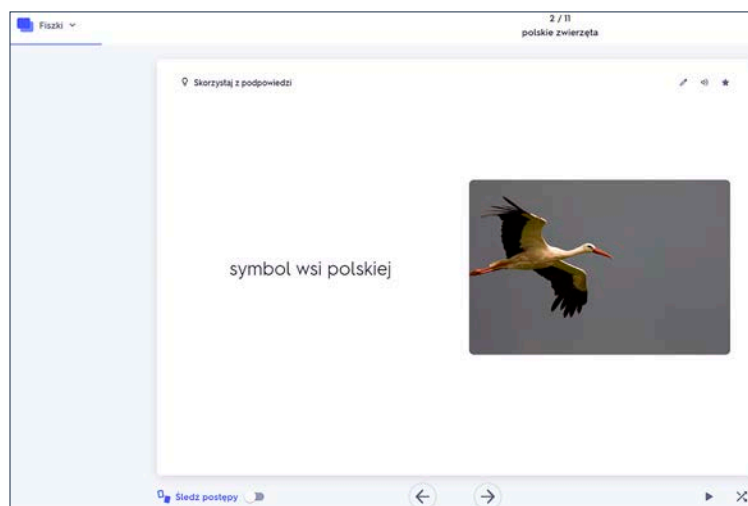 Fiszki
2 / 11
polskie zwierzęta
Skorzystaj z podpowiedzi
symbol wsi polskiej
Śledź postępy